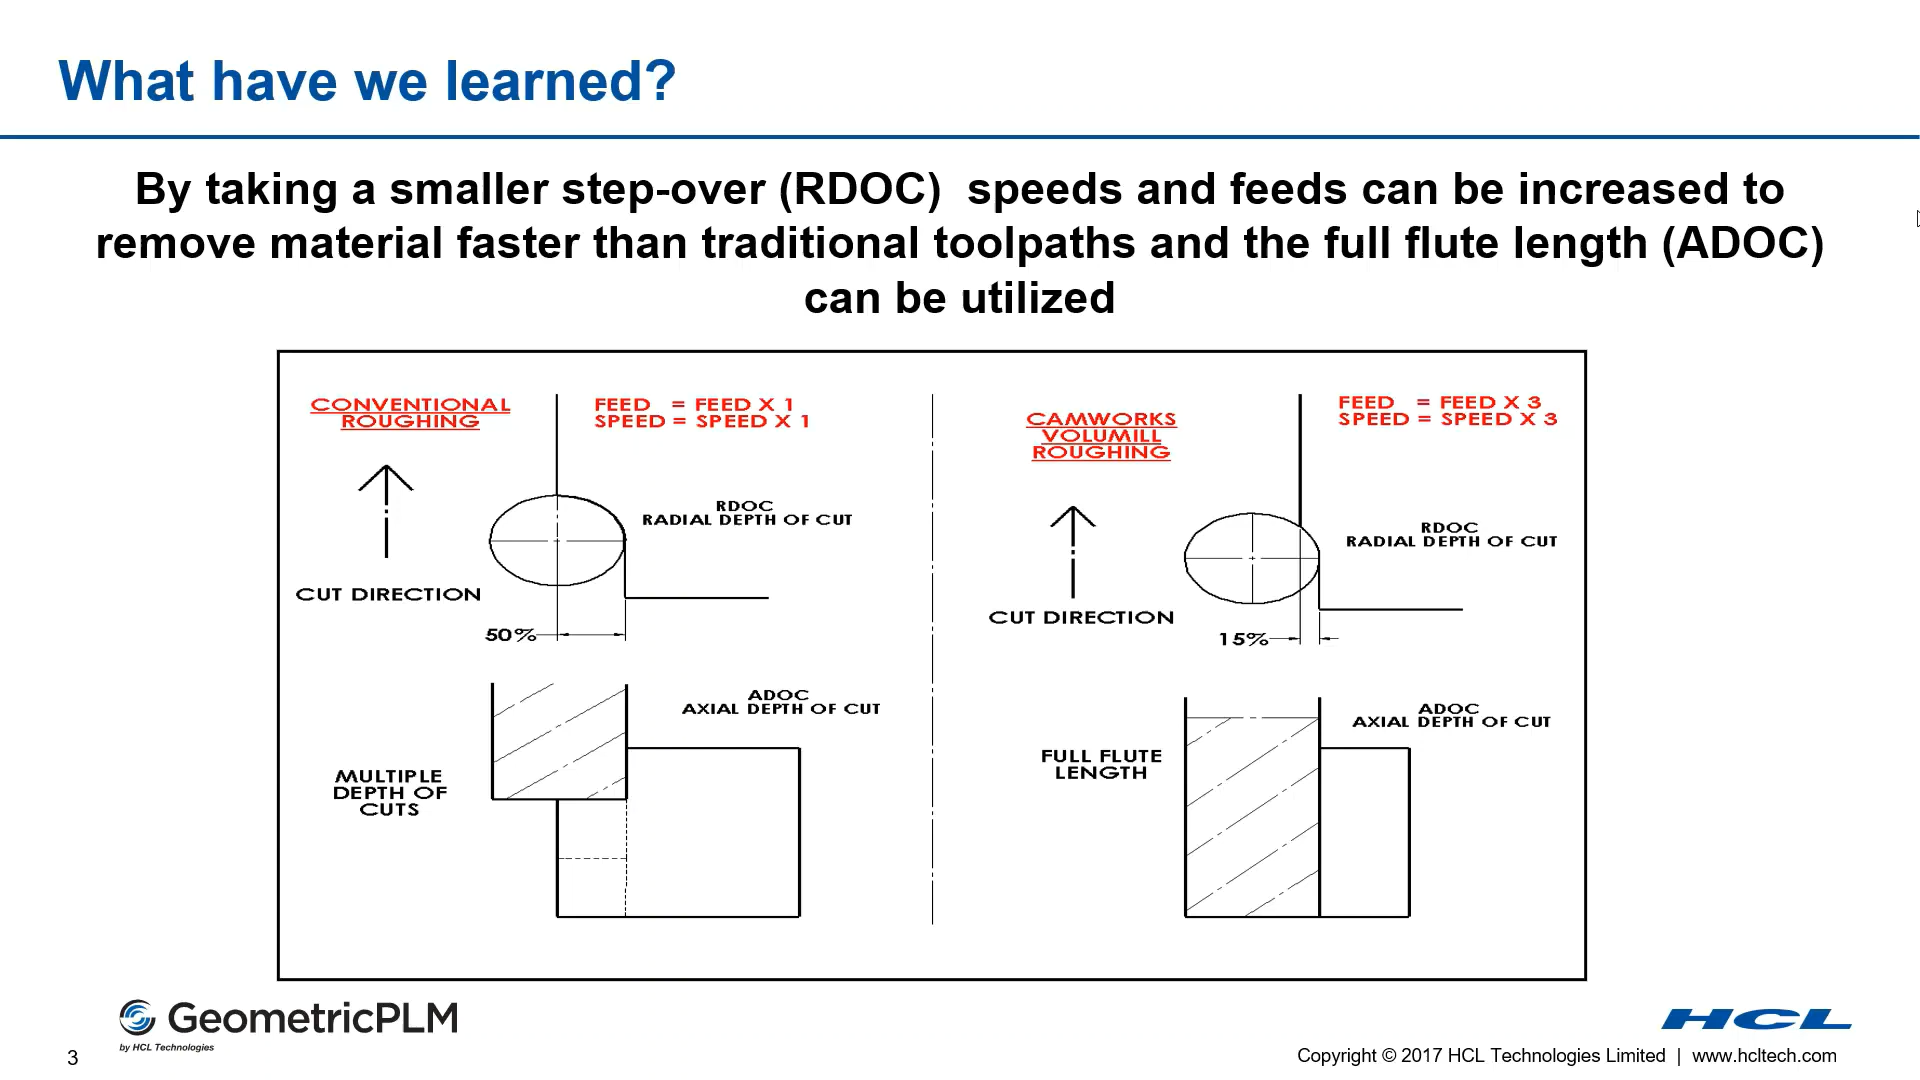 What have we learned?
By taking a smaller step-over (RDOC)  speeds and feeds can be increased to
remove material faster than traditional toolpaths and the full flute length (ADOC)
can be utilized
CONVENTIONAL
ROUGHING
FEED = FEED X 1
SPEED = SPEED X 1
RDOC
RADIAL DEPTH OF CUT
CUT DIRECTION
50%
ADOC
AXIAL DEPTH OF CUT
MULTIPLE
DEPTH OF
CUTS
CAMWORKS
VOLUMILL
ROUGHING
FEED = FEED X 3
SPEED = SPEED X 3
RDOC
RADIAL DEPTH OF CUT
CUT DIRECTION
15%
ADOC
AXIAL DEPTH OF CUT
FULL FLUTE
LENGTH
GeometricPLM
by HCL Technologies
3
HCL
Copyright © 2017 HCL Technologies Limited | www.hcltech.com